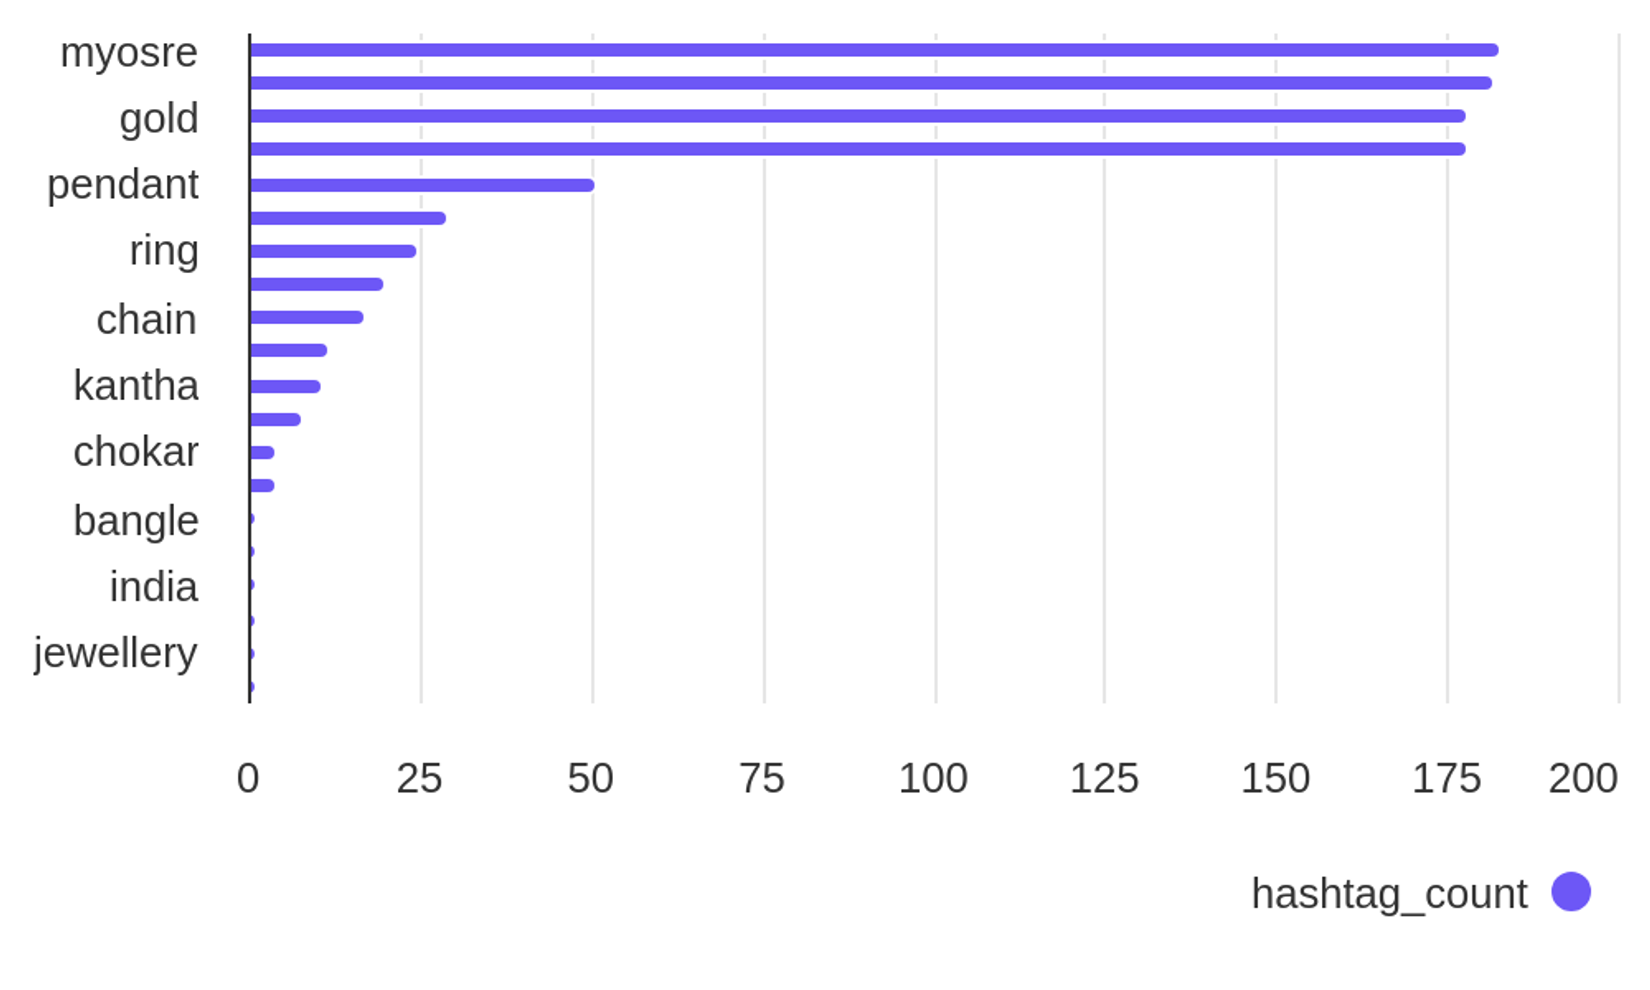 myosre
gold
pendant
ring
chain
kantha
chokar
bangle
india
jewellery
0 25 50 75 100 125 150 175 200
hashtag_count